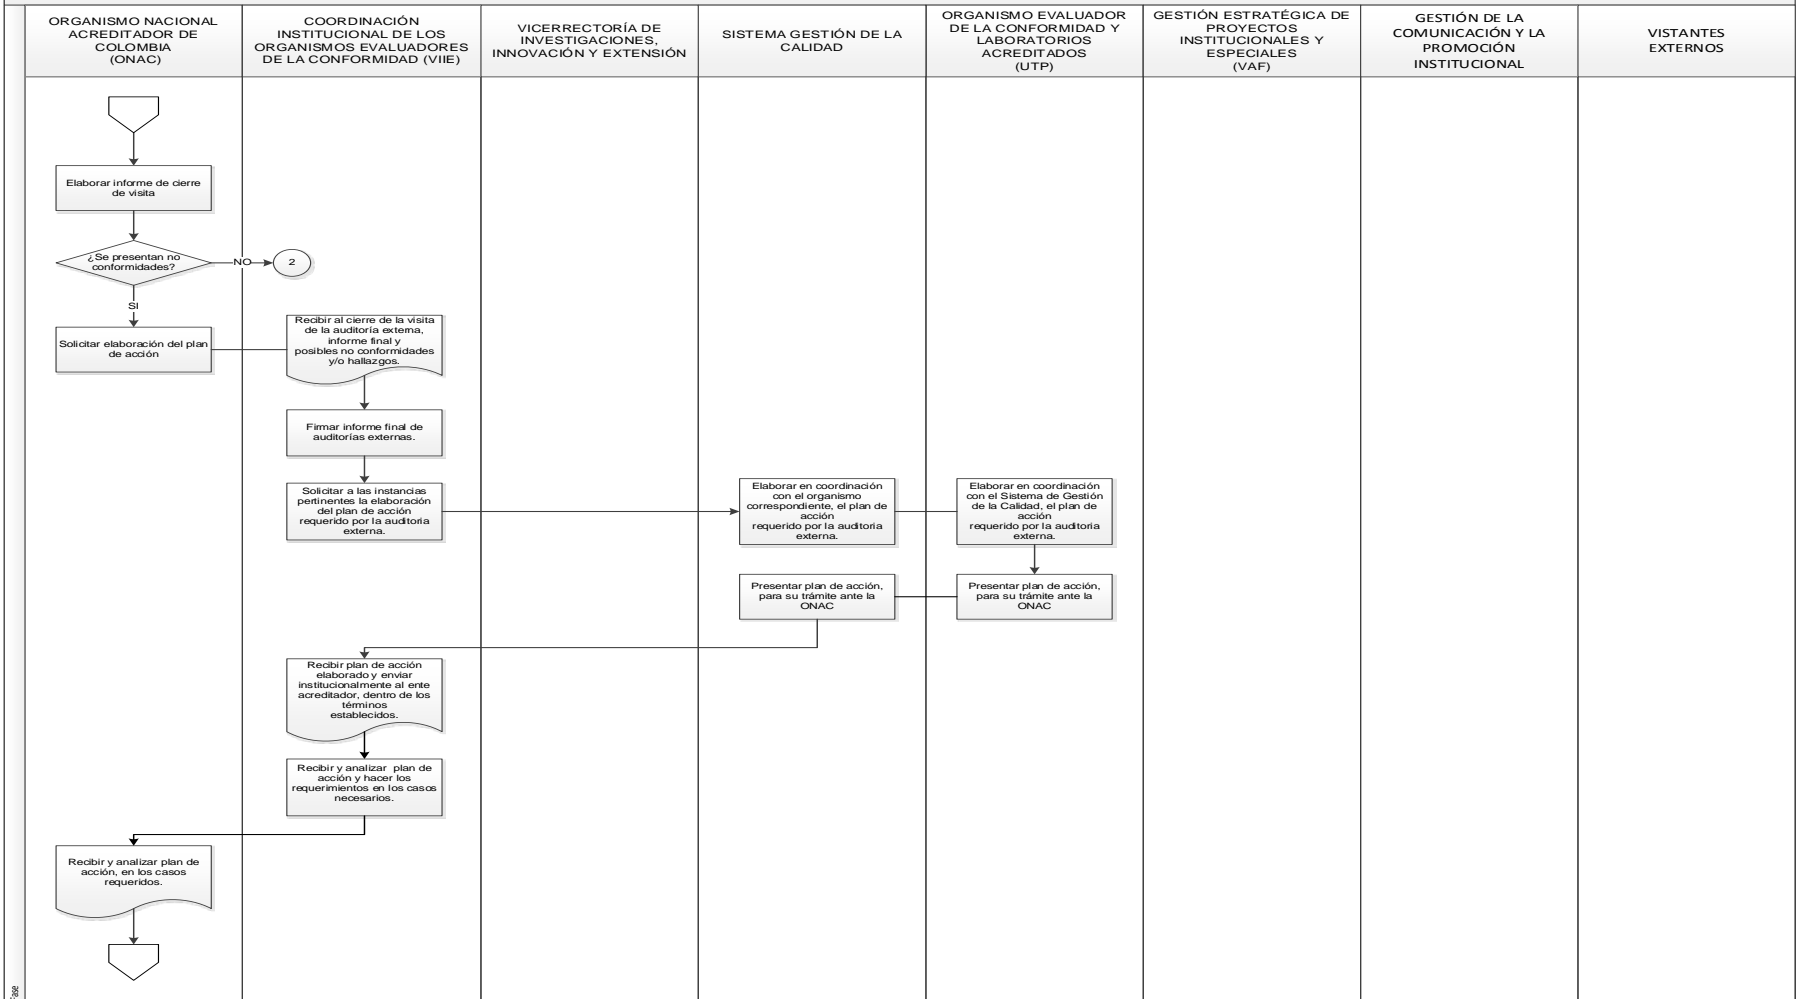 ORGANISMO NACIONAL
ACREDITADOR DE
COLOMBIA
(ONAC)
COORDINACIÓN
INSTITUCIONAL DE LOS
ORGANISMOS EVALUADORES
DE LA CONFORMIDAD (VIIE)
VICERRECTORÍA DE
INVESTIGACIONES,
INNOVACIÓN Y EXTENSIÓN
SISTEMA GESTIÓN DE LA
CALIDAD
ORGANISMO EVALUADOR
DE LA CONFORMIDAD Y
LABORATORIOS
ACREDITADOS
(UTP)
GESTIÓN ESTRATÉGICA DE
PROYECTOS
INSTITUCIONALES Y
ESPECIALES
(VAF)
GESTIÓN DE LA
COMUNICACIÓN Y LA
PROMOCIÓN
INSTITUCIONAL
VISTANTES
EXTERNOS
Elaborar informe de cierre
de visita
¿Se presentan no
conformidades?
NO
2
SI
Solicitar elaboración del plan
de acción
Recibir al cierre de la visita
de la auditoría externa,
informe final y
posibles no conformidades
y/o hallazgos.
Firmar informe final de
auditorías externas.
Solicitar a las instancias
pertinentes la elaboración
del plan de acción
requerido por la auditoria
externa.
Elaborar en coordinación
con el organismo
correspondiente, el plan de
acción
requerido por la auditoria
externa.
Elaborar en coordinación
con el Sistema de Gestión
de la Calidad, el plan de
acción
requerido por la auditoria
externa.
Presentar plan de acción,
para su trámite ante la
ONAC
Presentar plan de acción,
para su trámite ante la
ONAC
Recibir plan de acción
elaborado y enviar
institucionalmente al ente
acreditador, dentro de los
términos
establecidos.
Recibir y analizar  plan de
acción y hacer los
requerimientos en los casos
necesarios.
Recibir y analizar plan de
acción, en los casos
requeridos.
Fase